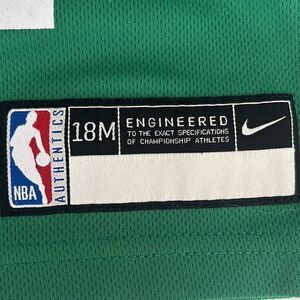 NBA
AUTHENTICS
18M
ENGINEERED
TO THE EXACT SPECIFICATIONS
OF CHAMPIONSHIP ATHLETES